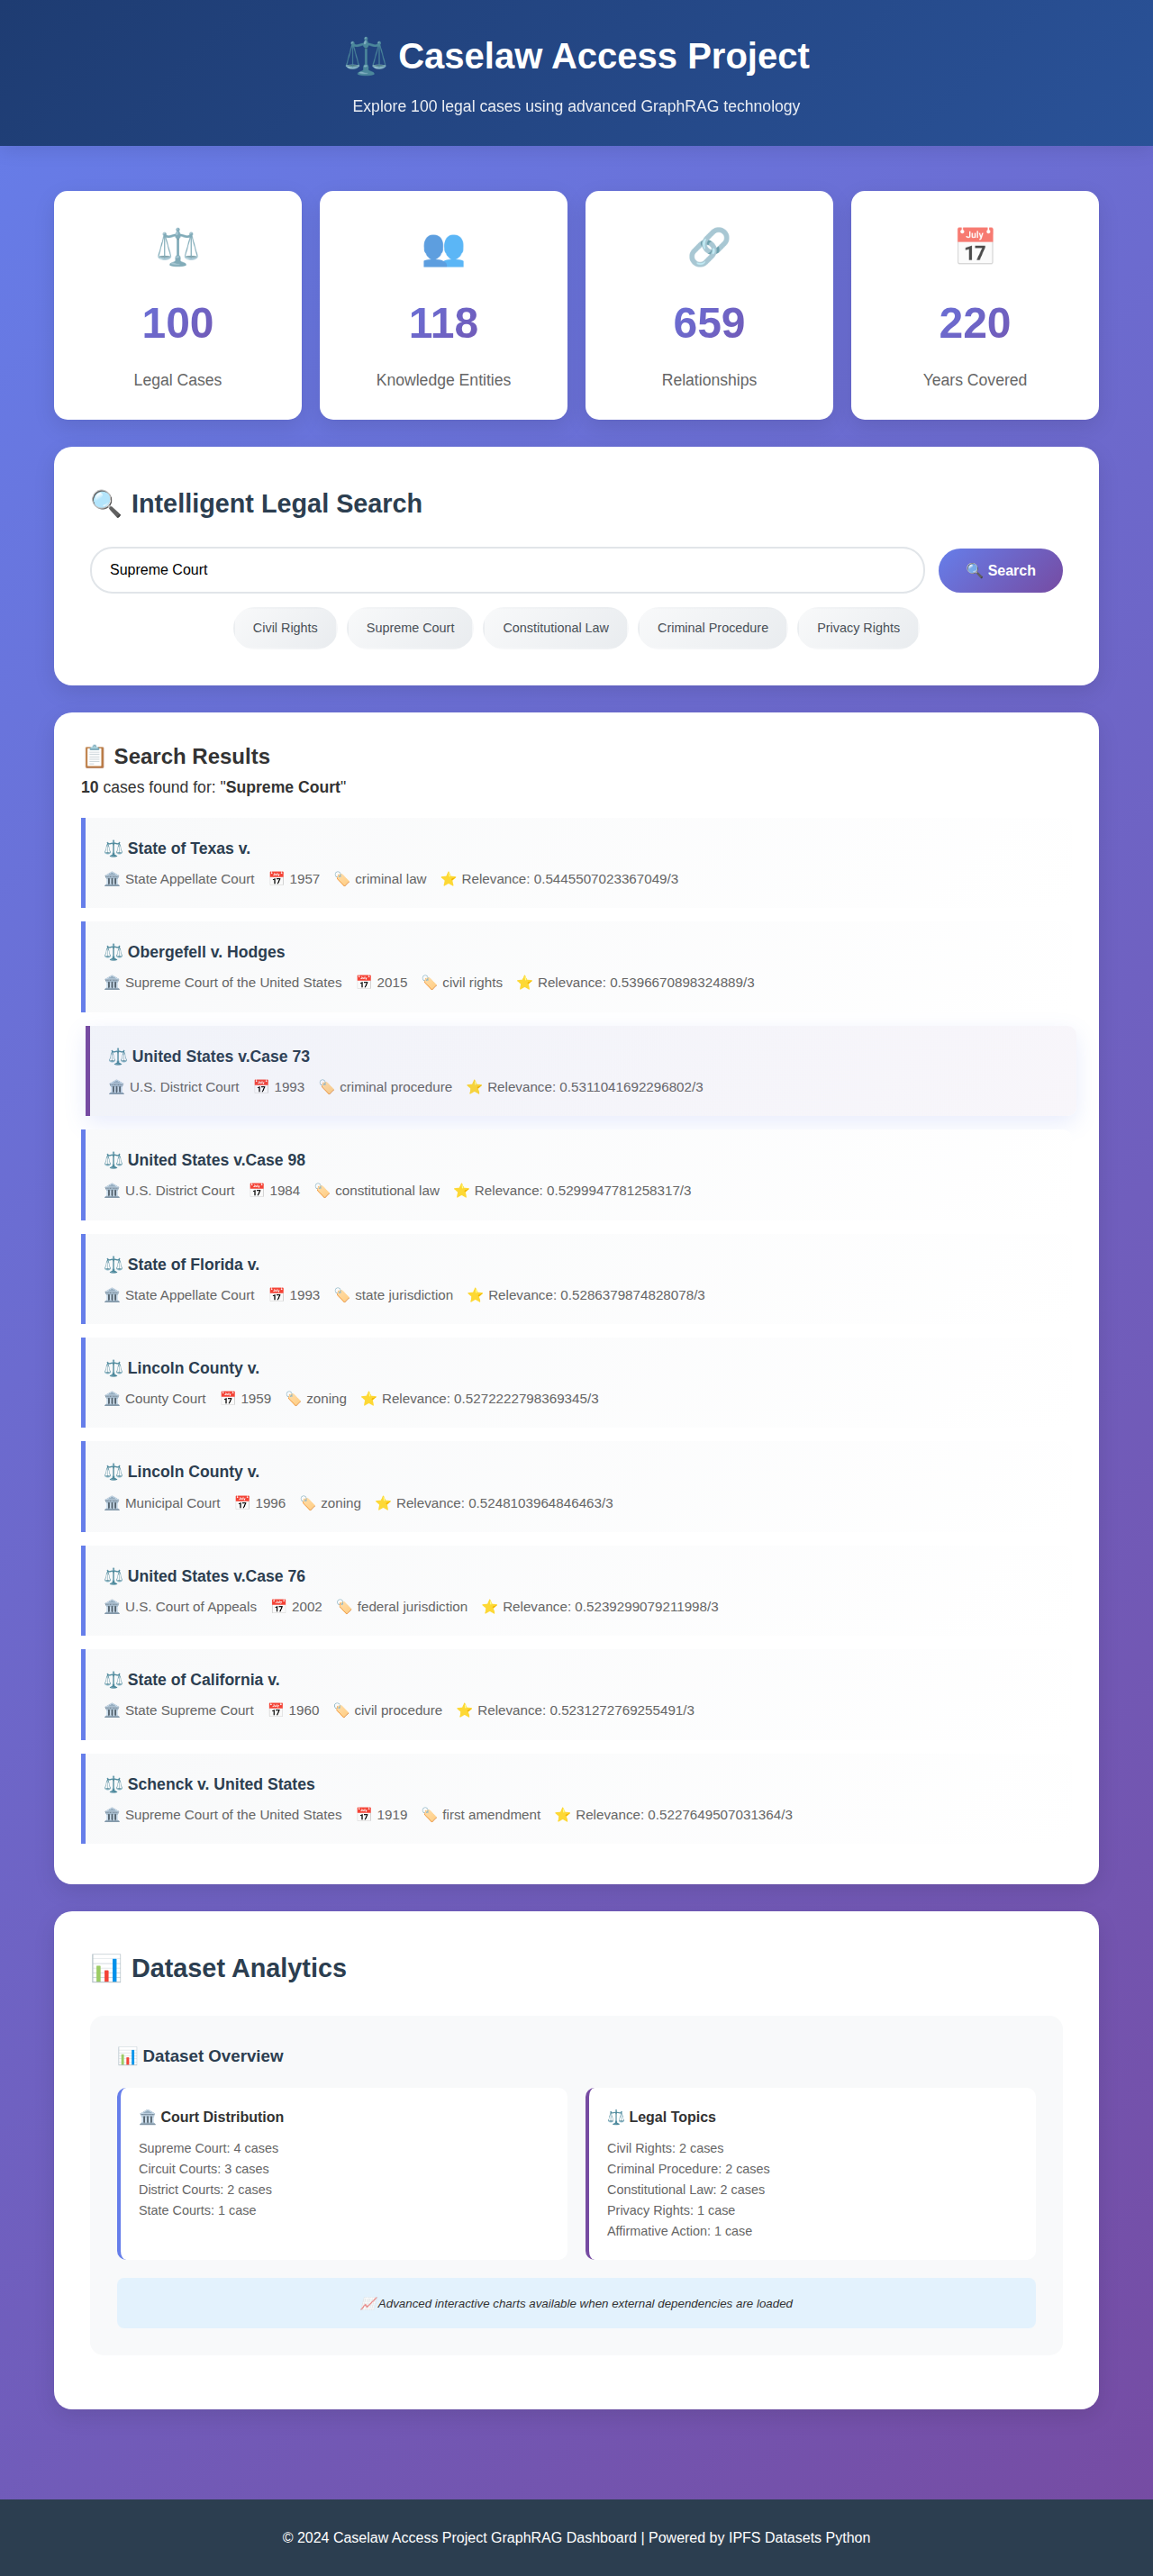 ⚖️ Caselaw Access Project
Explore 100 legal cases using advanced GraphRAG technology
⚖️
100
Legal Cases
👥
118
Knowledge Entities
🔗
659
Relationships
📅
220
Years Covered
🔍 Intelligent Legal Search
Supreme Court
🔍 Search
Civil Rights
Supreme Court
Constitutional Law
Criminal Procedure
Privacy Rights
📋 Search Results
10 cases found for: "Supreme Court"
⚖️ State of Texas v.
🏛️ State Appellate Court 📅 1957 🏷️ criminal law ⭐ Relevance: 0.5445507023367049/3
⚖️ Obergefell v. Hodges
🏛️ Supreme Court of the United States 📅 2015 🏷️ civil rights ⭐ Relevance: 0.5396670898324889/3
⚖️ United States v.Case 73
🏛️ U.S. District Court 📅 1993 🏷️ criminal procedure ⭐ Relevance: 0.5311041692296802/3
⚖️ United States v.Case 98
🏛️ U.S. District Court 📅 1984 🏷️ constitutional law ⭐ Relevance: 0.5299947781258317/3
⚖️ State of Florida v.
🏛️ State Appellate Court 📅 1993 🏷️ state jurisdiction ⭐ Relevance: 0.5286379874828078/3
⚖️ Lincoln County v.
🏛️ County Court 📅 1959 🏷️ zoning ⭐ Relevance: 0.5272222798369345/3
⚖️ Lincoln County v.
🏛️ Municipal Court 📅 1996 🏷️ zoning ⭐ Relevance: 0.5248103964846463/3
⚖️ United States v.Case 76
🏛️ U.S. Court of Appeals 📅 2002 🏷️ federal jurisdiction ⭐ Relevance: 0.5239299079211998/3
⚖️ State of California v.
🏛️ State Supreme Court 📅 1960 🏷️ civil procedure ⭐ Relevance: 0.5231272769255491/3
⚖️ Schenck v. United States
🏛️ Supreme Court of the United States 📅 1919 🏷️ first amendment ⭐ Relevance: 0.5227649507031364/3
📊 Dataset Analytics
📊 Dataset Overview
🏛️ Court Distribution
Supreme Court: 4 cases
Circuit Courts: 3 cases
District Courts: 2 cases
State Courts: 1 case
⚖️ Legal Topics
Civil Rights: 2 cases
Criminal Procedure: 2 cases
Constitutional Law: 2 cases
Privacy Rights: 1 case
Affirmative Action: 1 case
📈 Advanced interactive charts available when external dependencies are loaded
© 2024 Caselaw Access Project GraphRAG Dashboard | Powered by IPFS Datasets Python